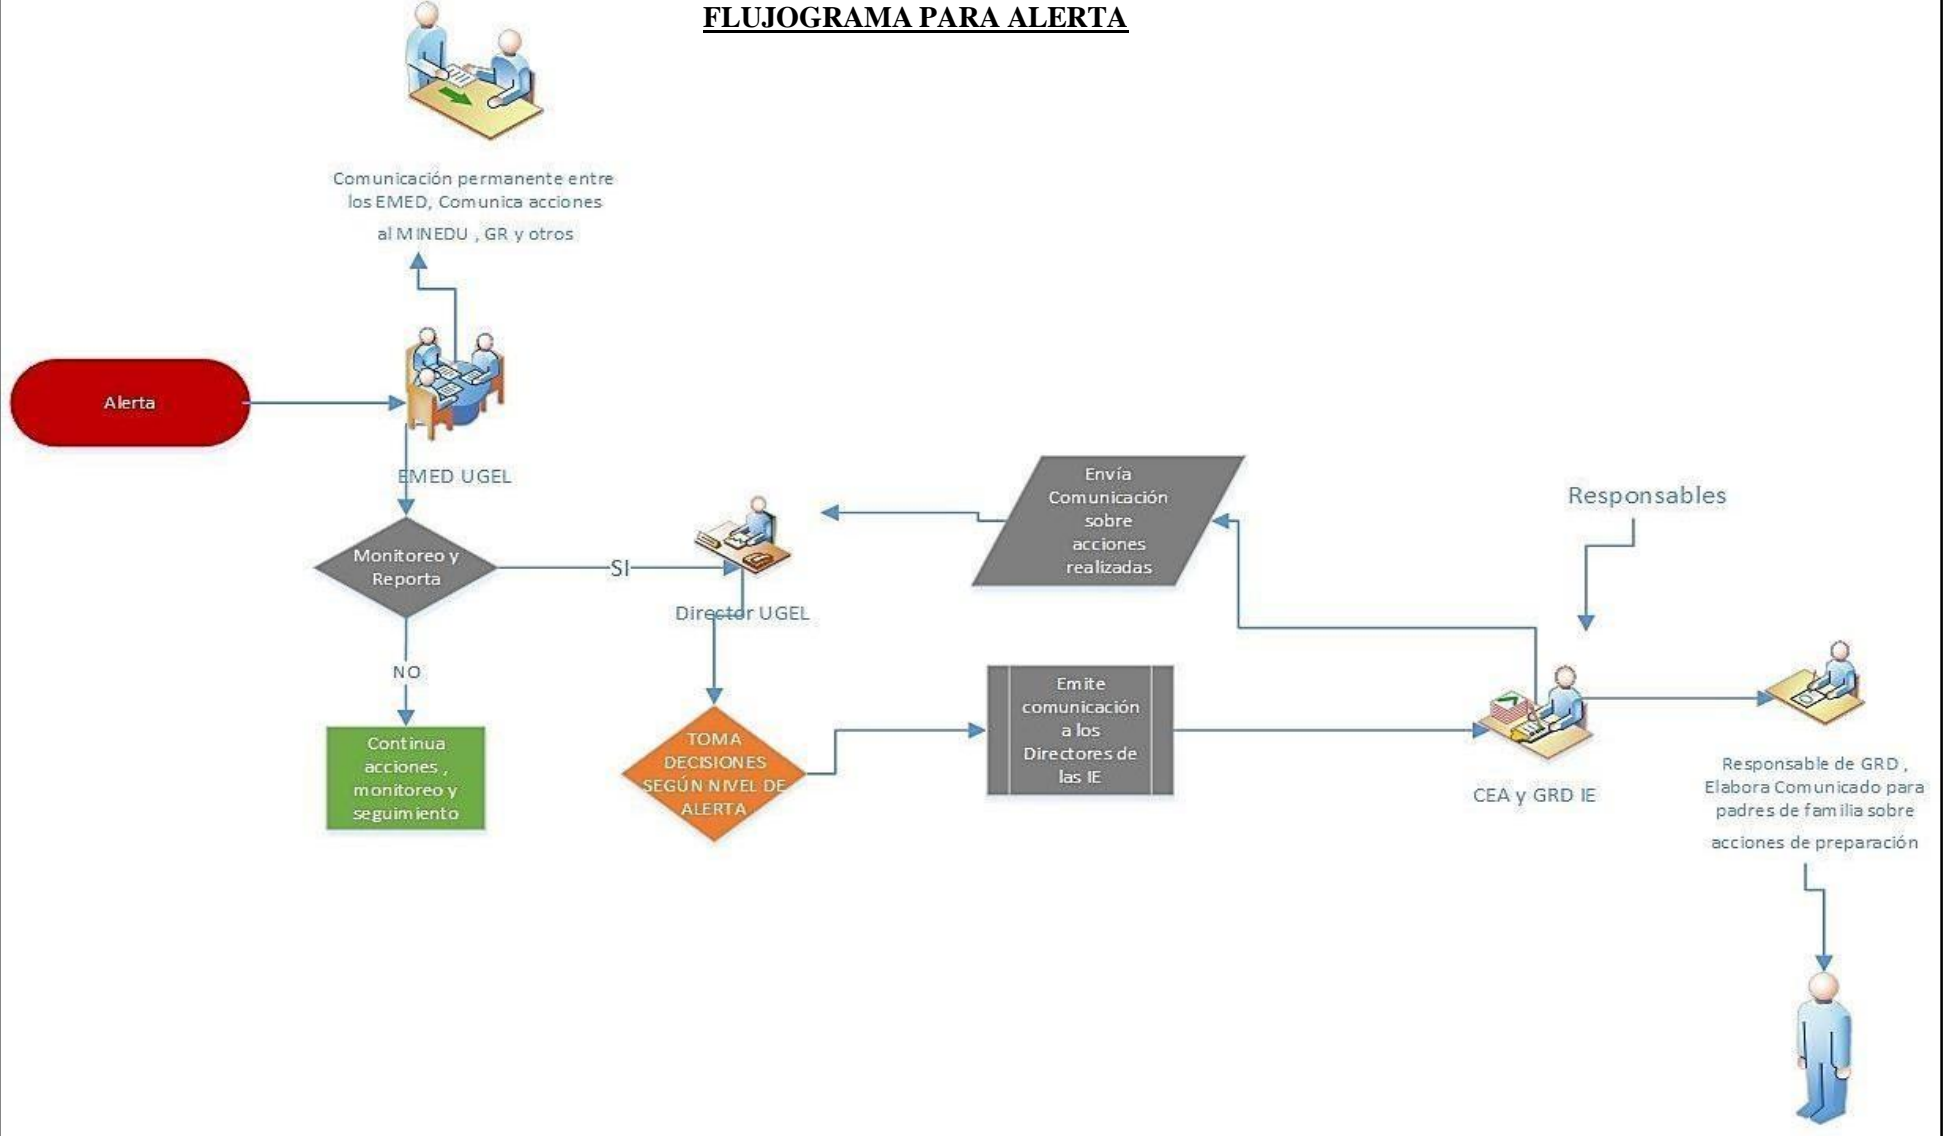 FLUJOGRAMA PARA ALERTA
Comunicación permanente entre
los EMED, Comunica acciones
al MINEDU , GR y otros
Alerta
EMED UGEL
Monitoreo y
Reporta
SI
NO
Continua
acciones ,
monitoreo y
seguimiento
Director UGEL
TOMA
DECISIONES
SEGÚN NIVEL DE
ALERTA
Envía
Comunicación
sobre
acciones
realizadas
Emite
comunicación
a los
Directores de
las IE
Responsables
CEA y GRD IE
Responsable de GRD ,
Elabora Comunicado para
padres de familia sobre
acciones de preparación